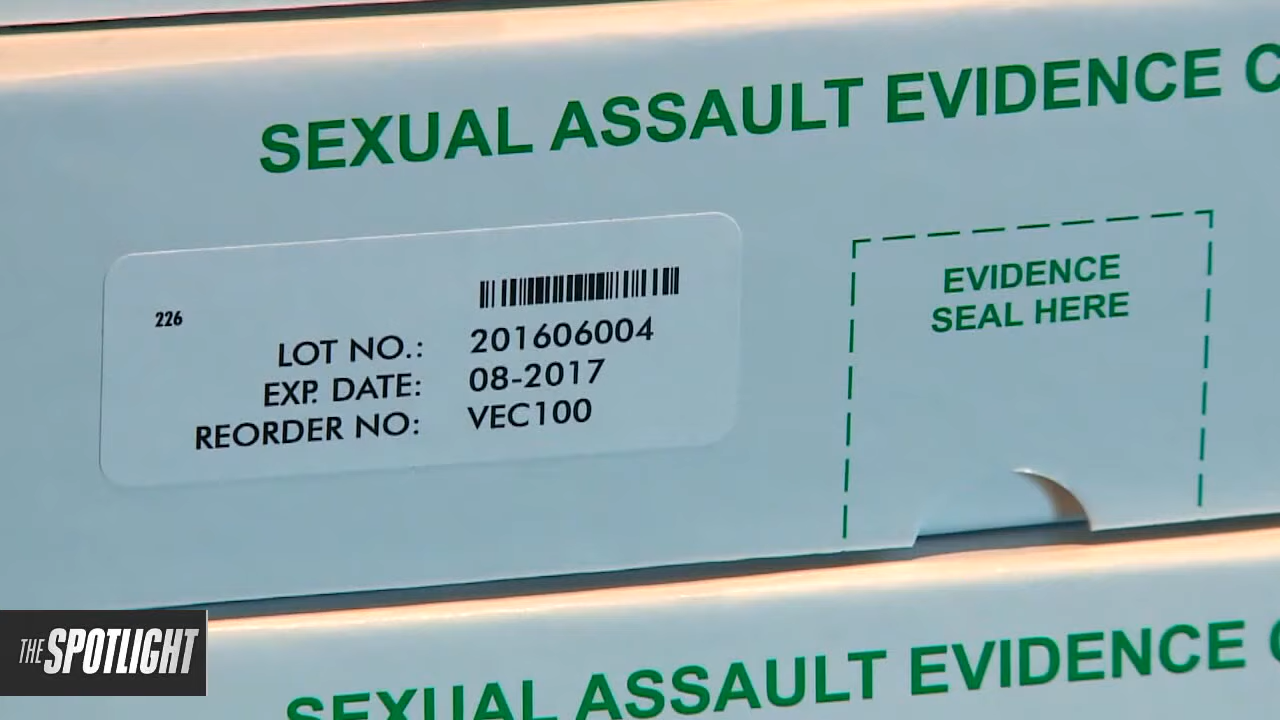 SEXUAL ASSAULT EVIDENCE
226
LOT NO.: 201606004
EXP. DATE: 08-2017
REORDER NO: VEC100
EVIDENCE
SEAL HERE
THE SPOTLIGHT
SEXUAL ASSAULT EVIDENCE